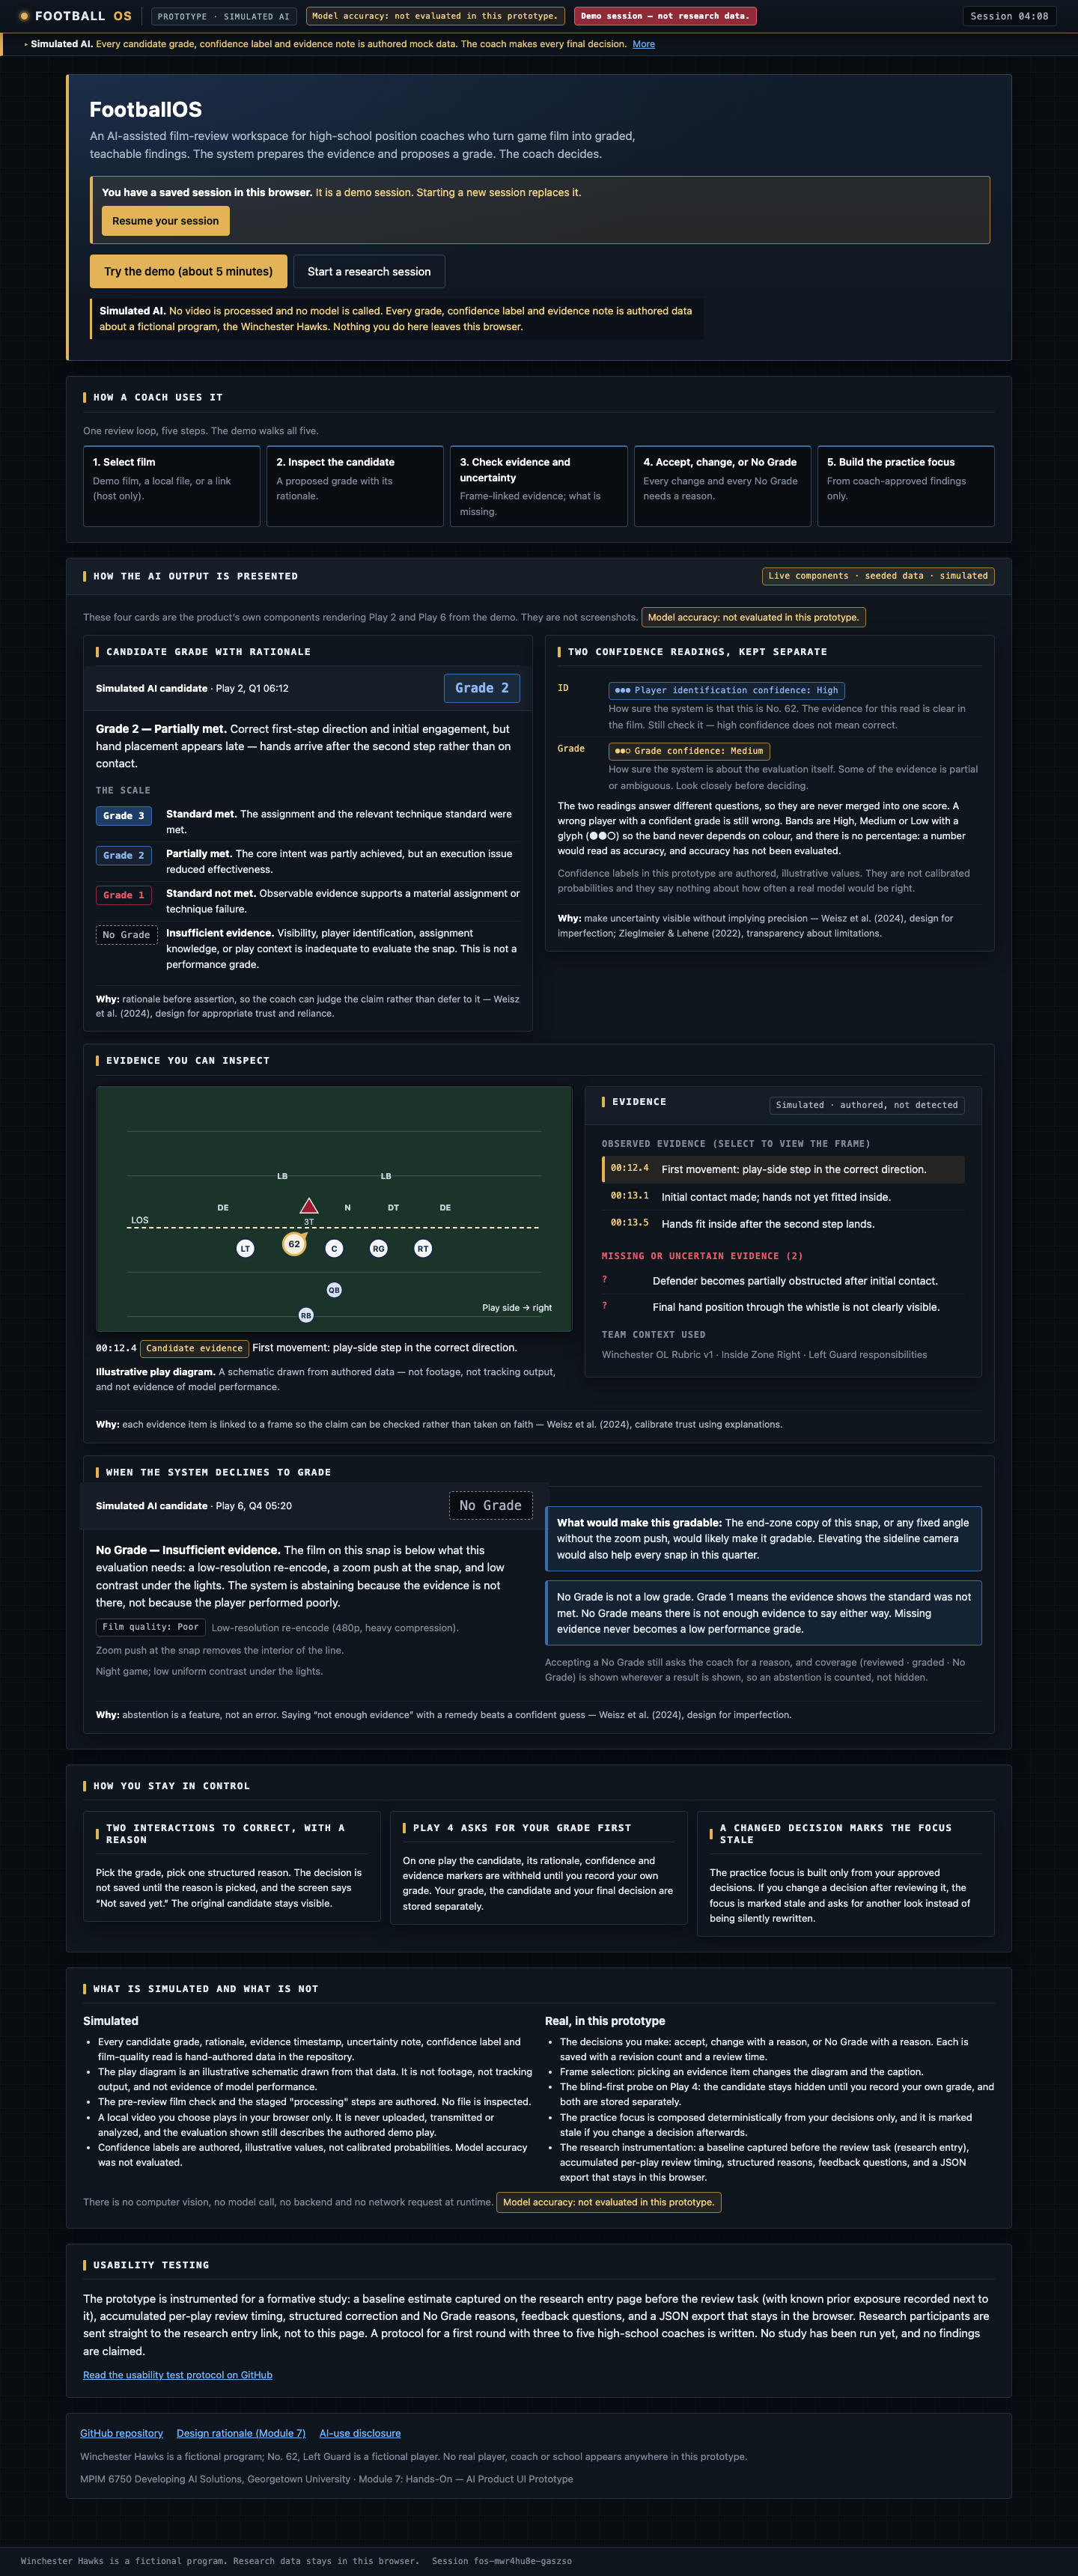 FOOTBALL OS
PROTOTYPE · SIMULATED AI
Model accuracy: not evaluated in this prototype.
Demo session — not research data.
Session 04:08
Simulated AI. Every candidate grade, confidence label and evidence note is authored mock data. The coach makes every final decision. More
FootballOS
An AI-assisted film-review workspace for high-school position coaches who turn game film into graded,
teachable findings. The system prepares the evidence and proposes a grade. The coach decides.
You have a saved session in this browser. It is a demo session. Starting a new session replaces it.
Resume your session
Try the demo (about 5 minutes)
Start a research session
Simulated AI. No video is processed and no model is called. Every grade, confidence label and evidence note is authored data
about a fictional program, the Winchester Hawks. Nothing you do here leaves this browser.
HOW A COACH USES IT
One review loop, five steps. The demo walks all five.
1. Select film
Demo film, a local file, or a link
(host only).
2. Inspect the candidate
A proposed grade with its
rationale.
3. Check evidence and
uncertainty
Frame-linked evidence; what is
missing.
4. Accept, change, or No Grade
Every change and every No Grade
needs a reason.
5. Build the practice focus
From coach-approved findings
only.
HOW THE AI OUTPUT IS PRESENTED
Live components · seeded data · simulated
These four cards are the product's own components rendering Play 2 and Play 6 from the demo. They are not screenshots. Model accuracy: not evaluated in this prototype.
CANDIDATE GRADE WITH RATIONALE
Simulated AI candidate · Play 2, Q1 06:12
Grade 2
Grade 2 — Partially met. Correct first-step direction and initial engagement, but
hand placement appears late — hands arrive after the second step rather than on
contact.
THE SCALE
Grade 3
Standard met. The assignment and the relevant technique standard were
met.
Grade 2
Partially met. The core intent was partly achieved, but an execution issue
reduced effectiveness.
Grade 1
Standard not met. Observable evidence supports a material assignment or
technique failure.
No Grade
Insufficient evidence. Visibility, player identification, assignment
knowledge, or play context is inadequate to evaluate the snap. This is not a
performance grade.
Why: rationale before assertion, so the coach can judge the claim rather than defer to it — Weisz
et al. (2024), design for appropriate trust and reliance.
TWO CONFIDENCE READINGS, KEPT SEPARATE
ID
●●● Player identification confidence: High
How sure the system is that this is No. 62. The evidence for this read is clear in
the film. Still check it — high confidence does not mean correct.
Grade
●●○ Grade confidence: Medium
How sure the system is about the evaluation itself. Some of the evidence is partial
or ambiguous. Look closely before deciding.
The two readings answer different questions, so they are never merged into one score. A
wrong player with a confident grade is still wrong. Bands are High, Medium or Low with a
glyph (●●○) so the band never depends on colour, and there is no percentage: a number
would read as accuracy, and accuracy has not been evaluated.
Confidence labels in this prototype are authored, illustrative values. They are not calibrated
probabilities and they say nothing about how often a real model would be right.
Why: make uncertainty visible without implying precision — Weisz et al. (2024), design for
imperfection; Zieglmeier & Lehene (2022), transparency about limitations.
EVIDENCE YOU CAN INSPECT
LB LB
DE N DT DE
3T
LOS
LT 62 C RG RT
QB
RB
Play side → right
00:12.4 Candidate evidence First movement: play-side step in the correct direction.
Illustrative play diagram. A schematic drawn from authored data — not footage, not tracking output,
and not evidence of model performance.
EVIDENCE
Simulated · authored, not detected
OBSERVED EVIDENCE (SELECT TO VIEW THE FRAME)
00:12.4 First movement: play-side step in the correct direction.
00:13.1 Initial contact made; hands not yet fitted inside.
00:13.5 Hands fit inside after the second step lands.
MISSING OR UNCERTAIN EVIDENCE (2)
? Defender becomes partially obstructed after initial contact.
? Final hand position through the whistle is not clearly visible.
TEAM CONTEXT USED
Winchester OL Rubric v1 · Inside Zone Right · Left Guard responsibilities
Why: each evidence item is linked to a frame so the claim can be checked rather than taken on faith — Weisz et al. (2024), calibrate trust using explanations.
WHEN THE SYSTEM DECLINES TO GRADE
Simulated AI candidate · Play 6, Q4 05:20
No Grade
No Grade — Insufficient evidence. The film on this snap is below what this
evaluation needs: a low-resolution re-encode, a zoom push at the snap, and low
contrast under the lights. The system is abstaining because the evidence is not
there, not because the player performed poorly.
Film quality: Poor Low-resolution re-encode (480p, heavy compression).
Zoom push at the snap removes the interior of the line.
Night game; low uniform contrast under the lights.
What would make this gradable: The end-zone copy of this snap, or any fixed angle
without the zoom push, would likely make it gradable. Elevating the sideline camera
would also help every snap in this quarter.
No Grade is not a low grade. Grade 1 means the evidence shows the standard was not
met. No Grade means there is not enough evidence to say either way. Missing
evidence never becomes a low performance grade.
Accepting a No Grade still asks the coach for a reason, and coverage (reviewed · graded · No
Grade) is shown wherever a result is shown, so an abstention is counted, not hidden.
Why: abstention is a feature, not an error. Saying “not enough evidence” with a remedy beats a confident guess — Weisz et al. (2024), design for imperfection.
HOW YOU STAY IN CONTROL
TWO INTERACTIONS TO CORRECT, WITH A
REASON
Pick the grade, pick one structured reason. The decision is
not saved until the reason is picked, and the screen says
“Not saved yet.” The original candidate stays visible.
PLAY 4 ASKS FOR YOUR GRADE FIRST
On one play the candidate, its rationale, confidence and
evidence markers are withheld until you record your own
grade. Your grade, the candidate and your final decision are
stored separately.
A CHANGED DECISION MARKS THE FOCUS
STALE
The practice focus is built only from your approved
decisions. If you change a decision after reviewing it, the
focus is marked stale and asks for another look instead of
being silently rewritten.
WHAT IS SIMULATED AND WHAT IS NOT
Simulated
• Every candidate grade, rationale, evidence timestamp, uncertainty note, confidence label and
film-quality read is hand-authored data in the repository.
• The play diagram is an illustrative schematic drawn from that data. It is not footage, not tracking
output, and not evidence of model performance.
• The pre-review film check and the staged "processing" steps are authored. No file is inspected.
• A local video you choose plays in your browser only. It is never uploaded, transmitted or
analyzed, and the evaluation shown still describes the authored demo play.
• Confidence labels are authored, illustrative values, not calibrated probabilities. Model accuracy
was not evaluated.
Real, in this prototype
• The decisions you make: accept, change with a reason, or No Grade with a reason. Each is
saved with a revision count and a review time.
• Frame selection: picking an evidence item changes the diagram and the caption.
• The blind-first probe on Play 4: the candidate stays hidden until you record your own grade, and
both are stored separately.
• The practice focus is composed deterministically from your decisions only, and it is marked
stale if you change a decision afterwards.
• The research instrumentation: a baseline captured before the review task (research entry),
accumulated per-play review timing, structured reasons, feedback questions, and a JSON
export that stays in this browser.
There is no computer vision, no model call, no backend and no network request at runtime. Model accuracy: not evaluated in this prototype.
USABILITY TESTING
The prototype is instrumented for a formative study: a baseline estimate captured on the research entry page before the review task (with known prior exposure recorded next to
it), accumulated per-play review timing, structured correction and No Grade reasons, feedback questions, and a JSON export that stays in the browser. Research participants are
sent straight to the research entry link, not to this page. A protocol for a first round with three to five high-school coaches is written. No study has been run yet, and no findings
are claimed.
Read the usability test protocol on GitHub
GitHub repository Design rationale (Module 7) AI-use disclosure
Winchester Hawks is a fictional program; No. 62, Left Guard is a fictional player. No real player, coach or school appears anywhere in this prototype.
MPIM 6750 Developing AI Solutions, Georgetown University · Module 7: Hands-On — AI Product UI Prototype
Winchester Hawks is a fictional program. Research data stays in this browser. Session fos-mwr4hu8e-gaszso